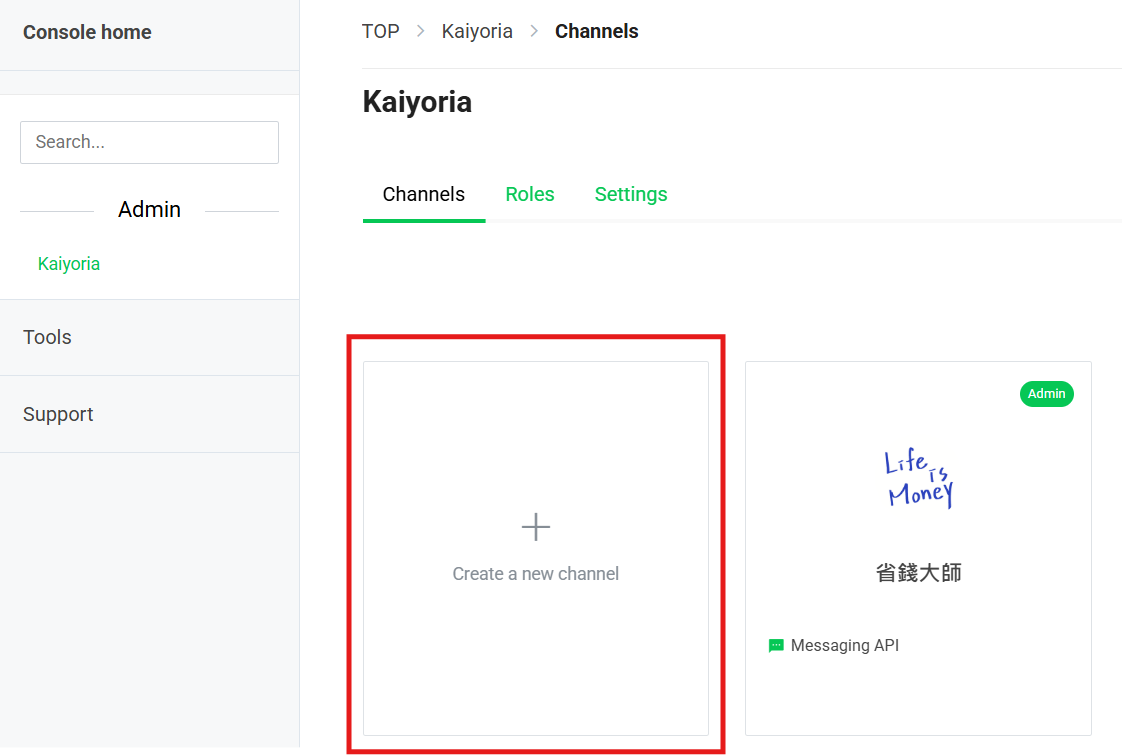 Console home
Search...
Admin
Kaiyoria
Tools
Support
TOP > Kaiyoria > Channels
Kaiyoria
Channels Roles Settings
Create a new channel
Admin
Life is Money
省錢大師
Messaging API